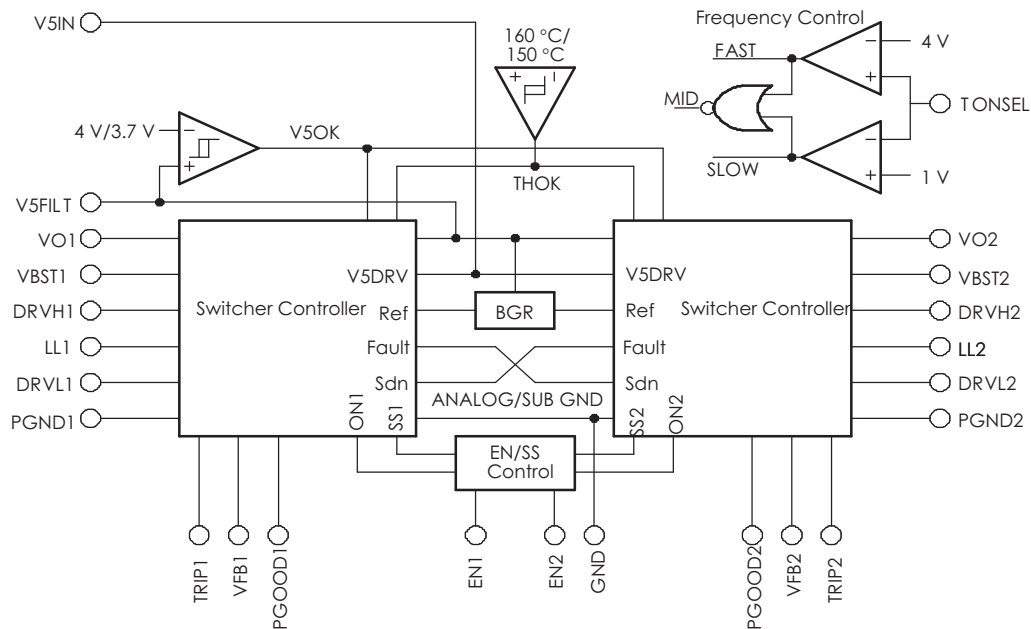 V5IN
160 °C/
150 °C
Frequency Control
FAST
4 V
MID
TONSEL
4 V/3.7 V
V5OK
THOK
SLOW
1 V
V5FILT
VO1
VBST1
DRVH1
LL1
DRVL1
PGND1
Switcher Controller
V5DRV
Ref
Fault
Sdn
ON1
SS1
BGR
ANALOG/SUB GND
EN/SS
Control
V5DRV
Ref
Fault
Sdn
SS2
ON2
Switcher Controller
VO2
VBST2
DRVH2
LL2
DRVL2
PGND2
TRIP1
VFB1
PGOOD1
EN1
EN2
GND
PGOOD2
VFB2
TRIP2